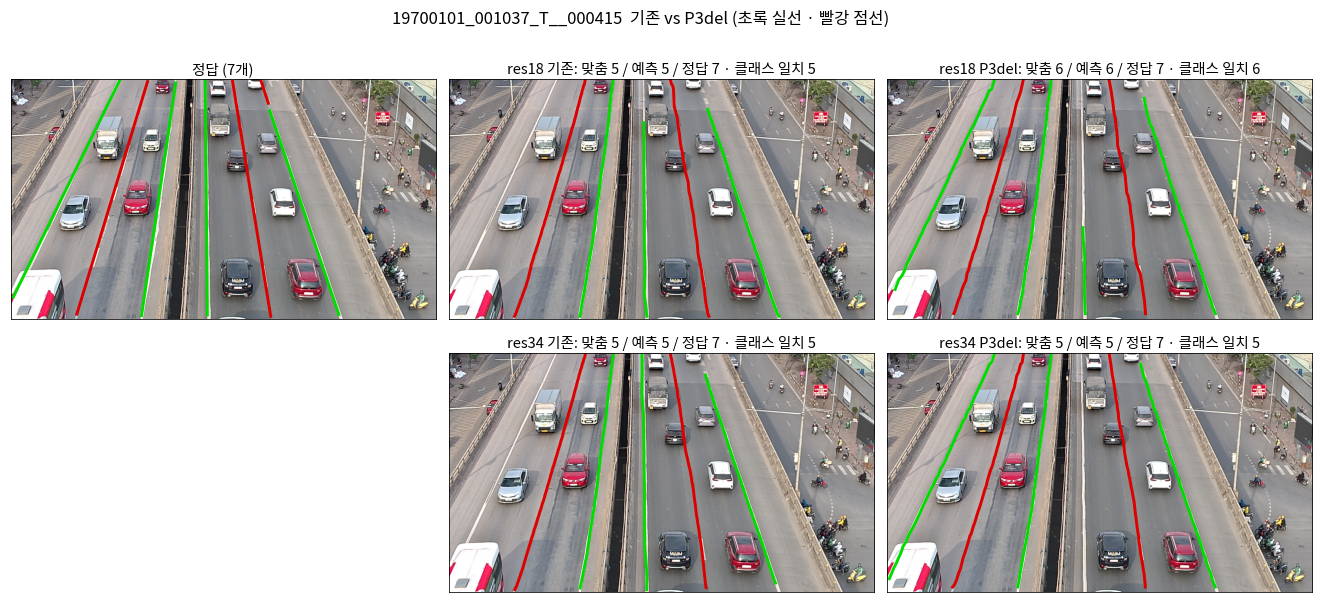 19700101_001037_T__000415 기존 vs P3del (초록 실선 · 빨강 점선)
정답 (7개)
res18 기존: 맞춤 5 / 예측 5 / 정답 7 · 클래스 일치 5
res18 P3del: 맞춤 6 / 예측 6 / 정답 7 · 클래스 일치 6
res34 기존: 맞춤 5 / 예측 5 / 정답 7 · 클래스 일치 5
res34 P3del: 맞춤 5 / 예측 5 / 정답 7 · 클래스 일치 5